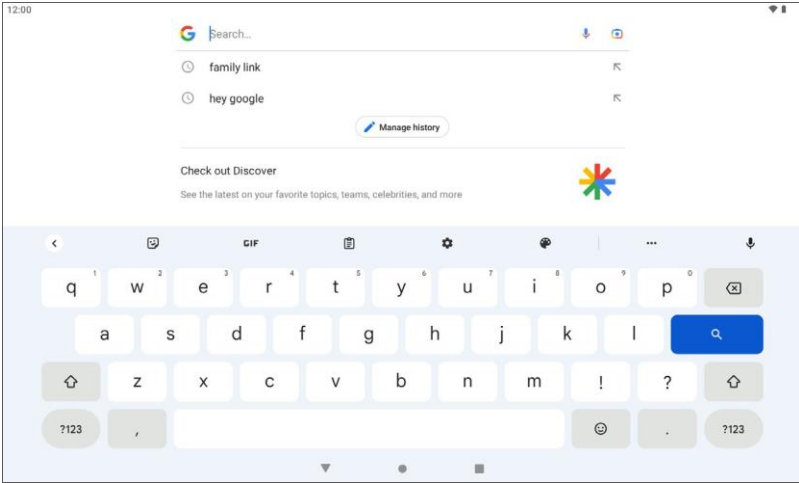 12:00
Search...
family link
hey google
Manage history
Check out Discover
See the latest on your favorite topics, teams, celebrities, and more
GIF
q 1 w 2 e 3 r 4 t 5 y 6 u 7 i 8 o 9 p 0
a s d f g h j k l
z x c v b n m ! ?
?123 , . ?123